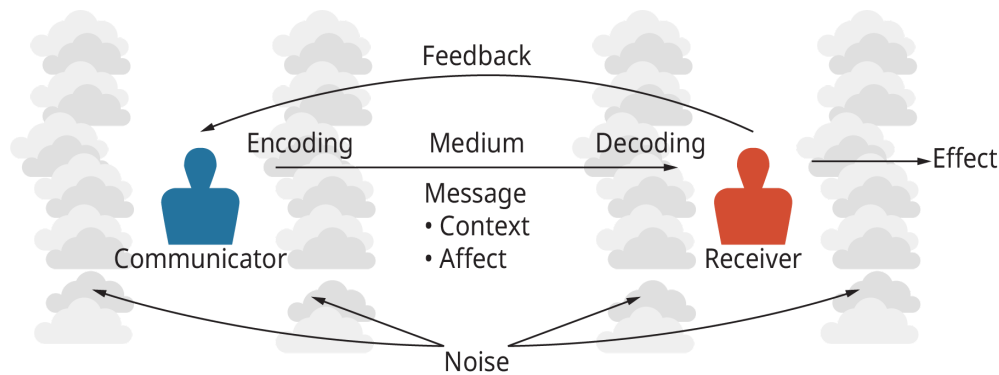 Feedback
Encoding
Medium
Decoding
Effect
Message
• Context
• Affect
Communicator
Receiver
Noise